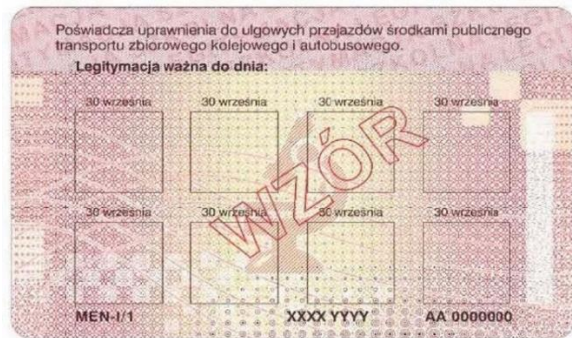 Poświadcza uprawnienia do ulgowych przejazdów środkami publicznego
transportu zbiorowego kolejowego i autobusowego.
Legitymacja ważna do dnia:
30 września 30 września 30 września 30 września
30 września 30 września 30 września 30 września
WZÓR
MEN-I/1 XXXX YYYY AA 0000000